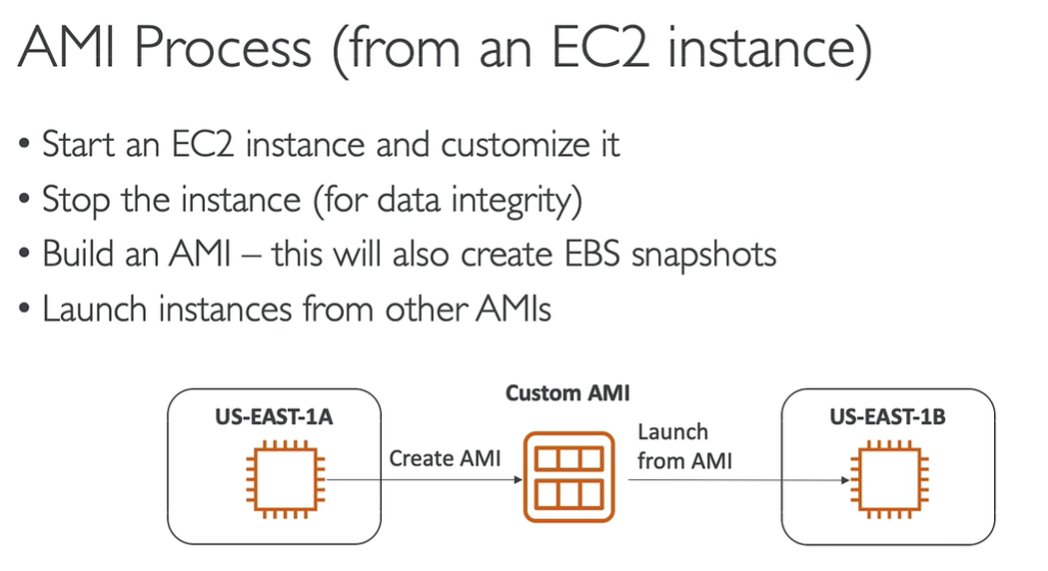 AMI Process (from an EC2 instance)
• Start an EC2 instance and customize it
• Stop the instance (for data integrity)
• Build an AMI – this will also create EBS snapshots
• Launch instances from other AMIs
Custom AMI
US-EAST-1A
Create AMI
Launch
from AMI
US-EAST-1B